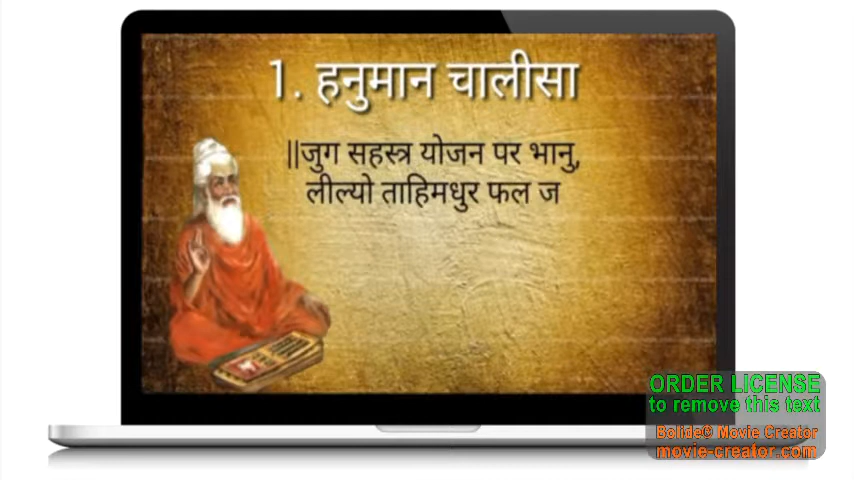 1. हनुमान चालीसा
||जुग सहस्त्र योजन पर भानु,
लील्यो ताहिमधुर फल ज
ORDER LICENSE
to remove this text
Bolide© Movie Creator
movie-creator.com